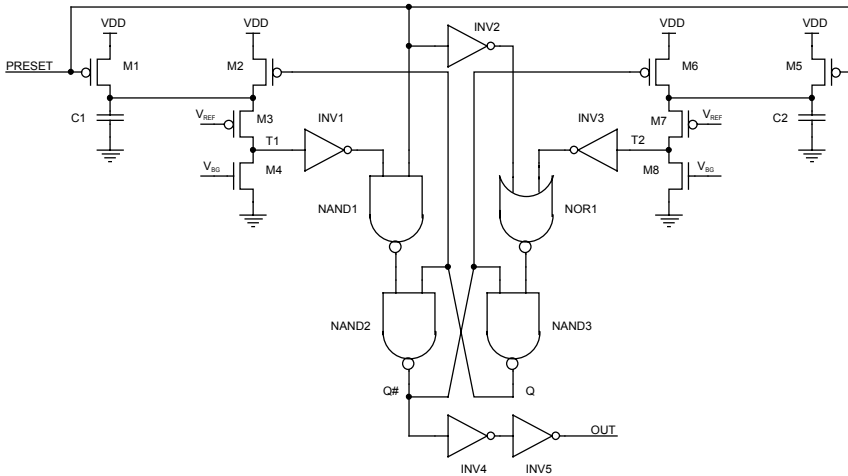 VDD VDD INV2 VDD VDD
PRESET M1 M2 M6 M5
C1 VREF M3 INV1 INV3 M7 VREF C2
T1 T2
VBG M4 M8 VBG
NAND1 NOR1
NAND2 NAND3
Q# Q
OUT
INV4 INV5